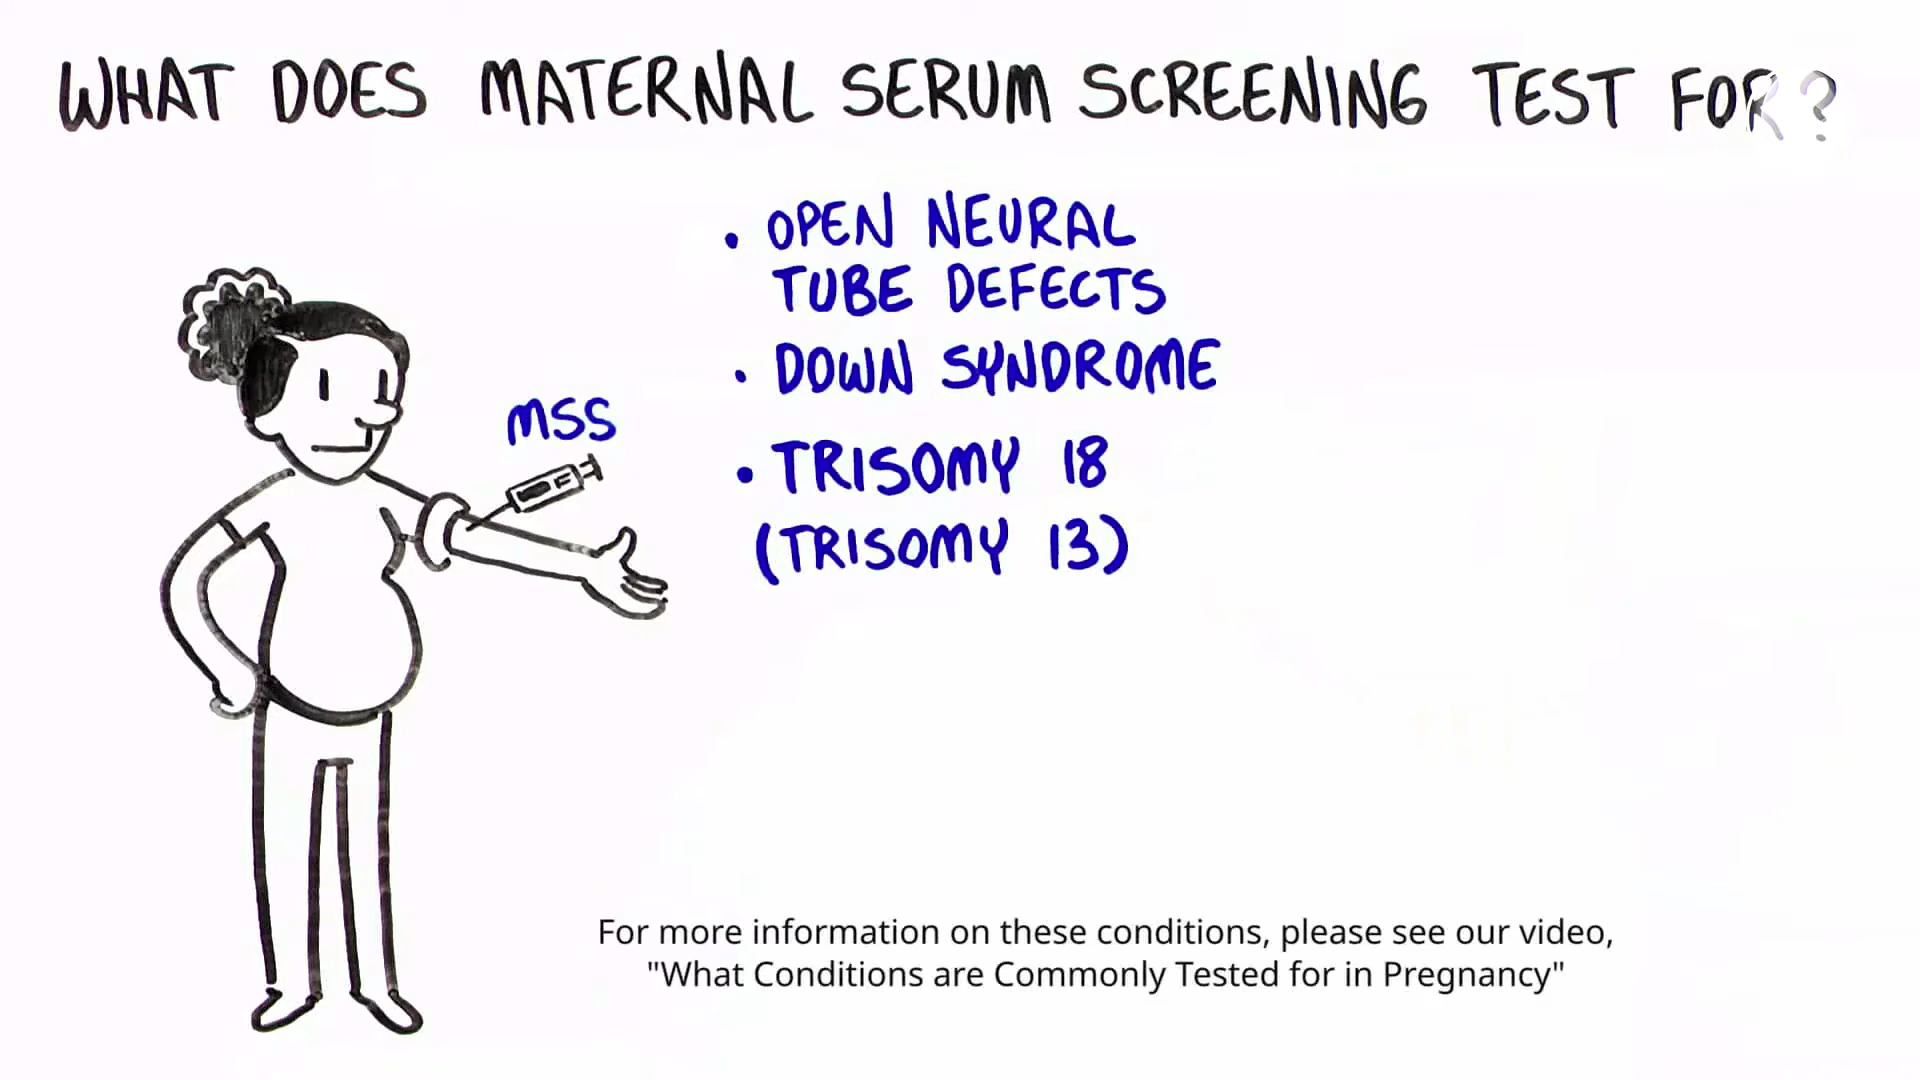 WHAT DOES MATERNAL SERUM SCREENING TEST FOR?
• OPEN NEURAL
TUBE DEFECTS
• DOWN SYNDROME
MSS
• TRISOMY 18
(TRISOMY 13)
For more information on these conditions, please see our video,
"What Conditions are Commonly Tested for in Pregnancy"